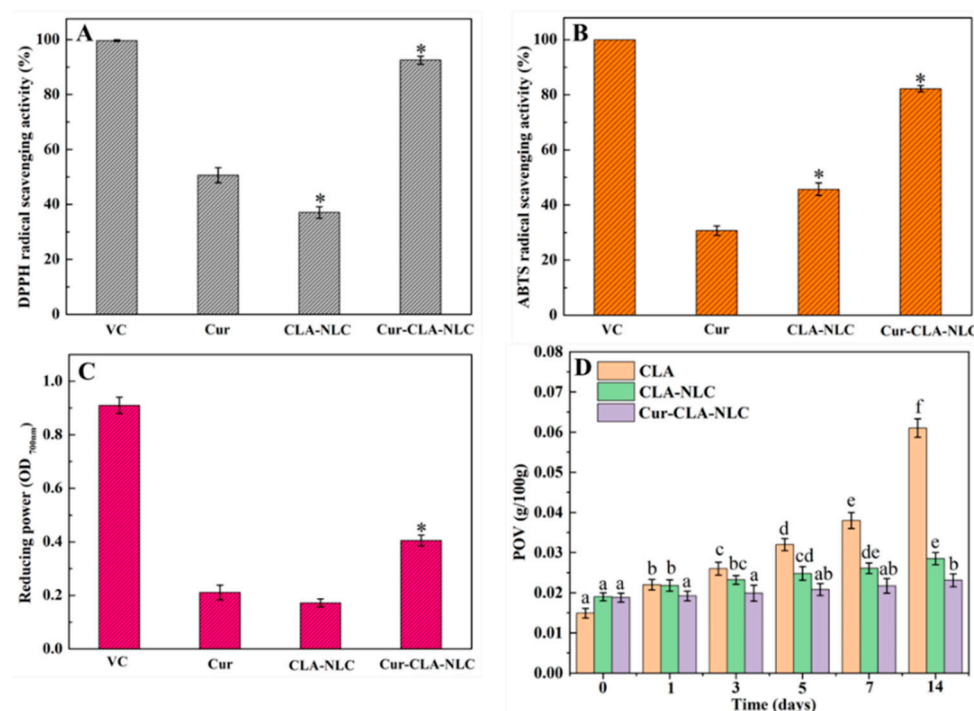 A
DPPH radical scavenging activity (%)
100
80
60
40
20
0
*
*
VC Cur CLA-NLC Cur-CLA-NLC
B
ABTS radical scavenging activity (%)
100
80
60
40
20
0
*
*
VC Cur CLA-NLC Cur-CLA-NLC
C
Reducing power (OD 700nm)
1.0
0.8
0.6
0.4
0.2
0.0
*
VC Cur CLA-NLC Cur-CLA-NLC
D
CLA
CLA-NLC
Cur-CLA-NLC
POV (g/100g)
0.08
0.07
0.06
0.05
0.04
0.03
0.02
0.01
0.00
a a a
b b a
c bc a
d cd ab
e de ab
f e b
0 1 3 5 7 14
Time (days)